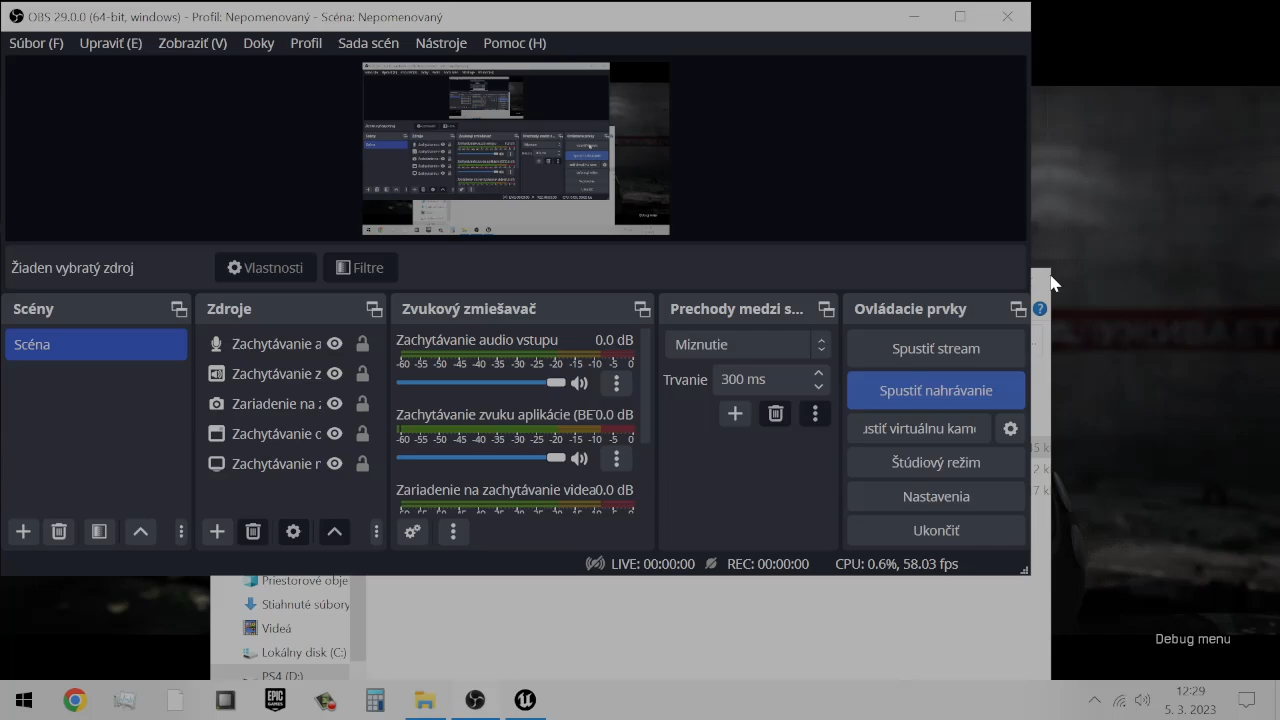 OBS 29.0.0 (64-bit, windows) - Profil: Nepomenovaný - Scéna: Nepomenovaný
Súbor (F) Upraviť (E) Zobraziť (V) Doky Profil Sada scén Nástroje Pomoc (H)
Žiaden vybratý zdroj Vlastnosti Filtre
Scény Zdroje Zvukový zmiešavač Prechody medzi s... Ovládacie prvky
Scéna
Zachytávanie a
Zachytávanie z
Zariadenie na z
Zachytávanie o
Zachytávanie r
Zachytávanie audio vstupu 0.0 dB
-60 -55 -50 -45 -40 -35 -30 -25 -20 -15 -10 -5 0
Zachytávanie zvuku aplikácie (BE 0.0 dB
-60 -55 -50 -45 -40 -35 -30 -25 -20 -15 -10 -5 0
Zariadenie na zachytávanie videa 0.0 dB
Miznutie
Trvanie 300 ms
Spustiť stream
Spustiť nahrávanie
ustiť virtuálnu kame
Štúdiový režim
Nastavenia
Ukončiť
LIVE: 00:00:00 REC: 00:00:00 CPU: 0.6%, 58.03 fps
Priestorové obje
Stiahnuté súbory
Videá
Lokálny disk (C:)
PS4 (D:)
Debug menu
EPIC
GAMES
12:29
5. 3. 2023